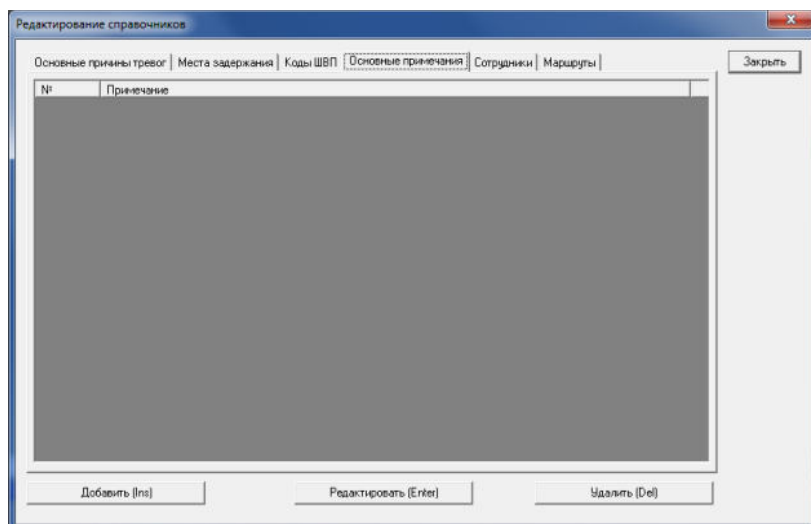 Редактирование справочников
Основные причины тревог Места задержания Коды ШВП Основные примечания Сотрудники Маршруты Закрыть
№ Примечание
Добавить (Ins) Редактировать (Enter) Удалить (Del)